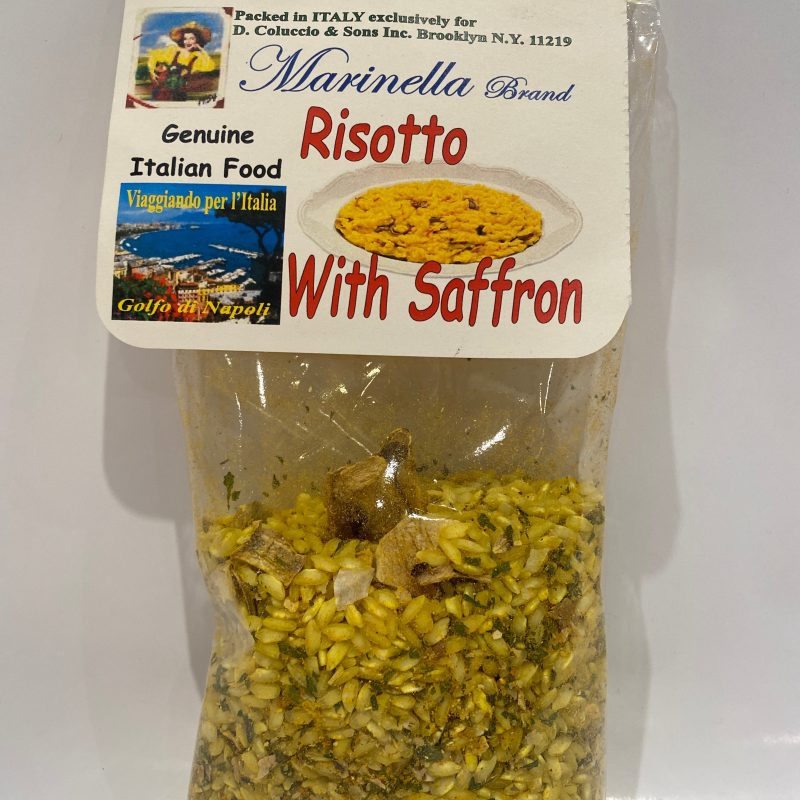 Packed in ITALY exclusively for
D. Coluccio & Sons Inc. Brooklyn N.Y. 11219
Marinella Brand
Genuine
Italian Food
Risotto
Viaggiando per l'Italia
Golfo di Napoli
With Saffron